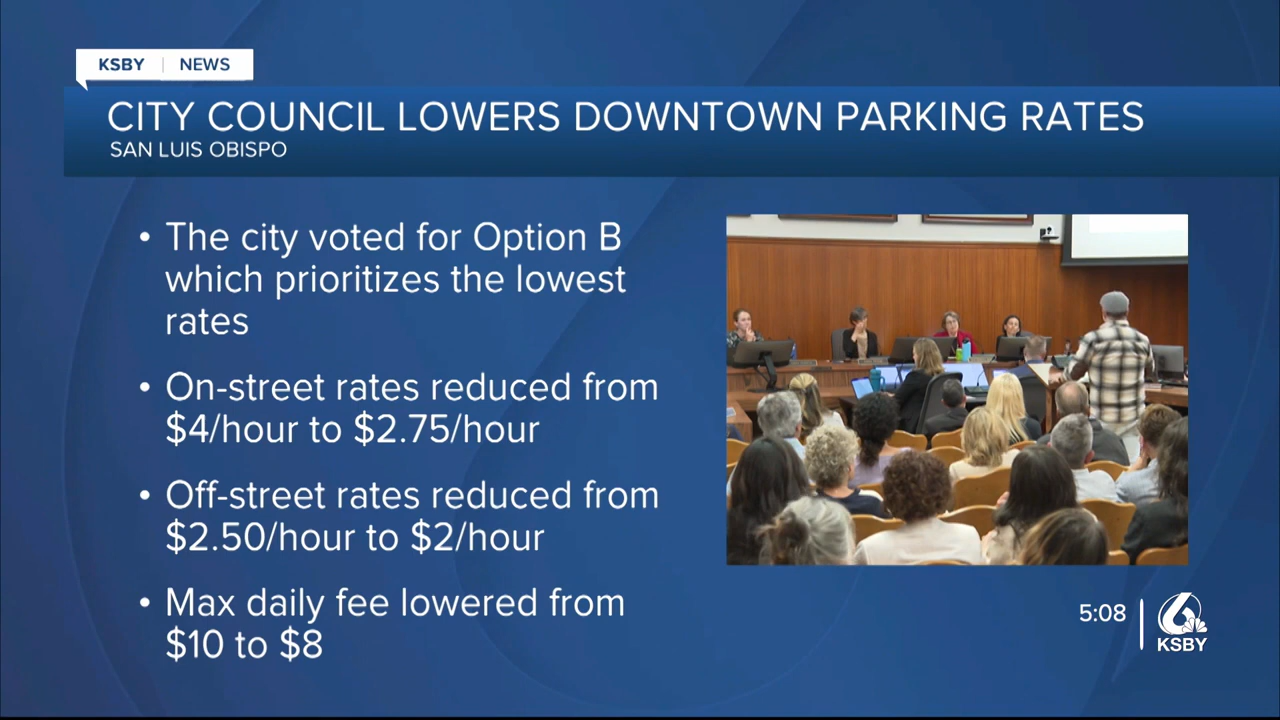 KSBY | NEWS
CITY COUNCIL LOWERS DOWNTOWN PARKING RATES
SAN LUIS OBISPO
• The city voted for Option B
which prioritizes the lowest
rates
• On-street rates reduced from
$4/hour to $2.75/hour
• Off-street rates reduced from
$2.50/hour to $2/hour
• Max daily fee lowered from
$10 to $8
5:08
6
KSBY